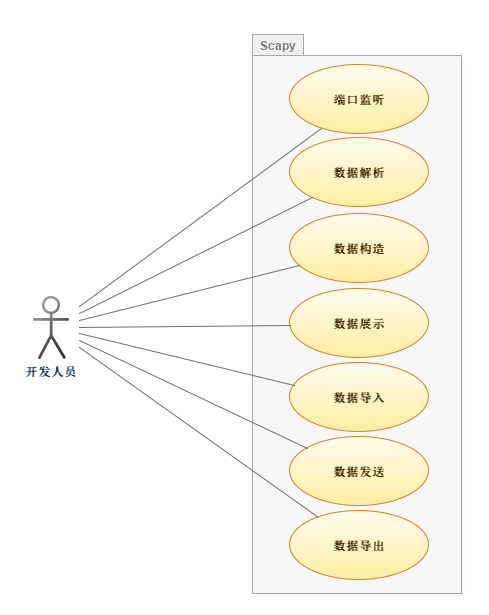 Scapy
端口监听
数据解析
数据构造
数据展示
数据导入
数据发送
数据导出
开发人员